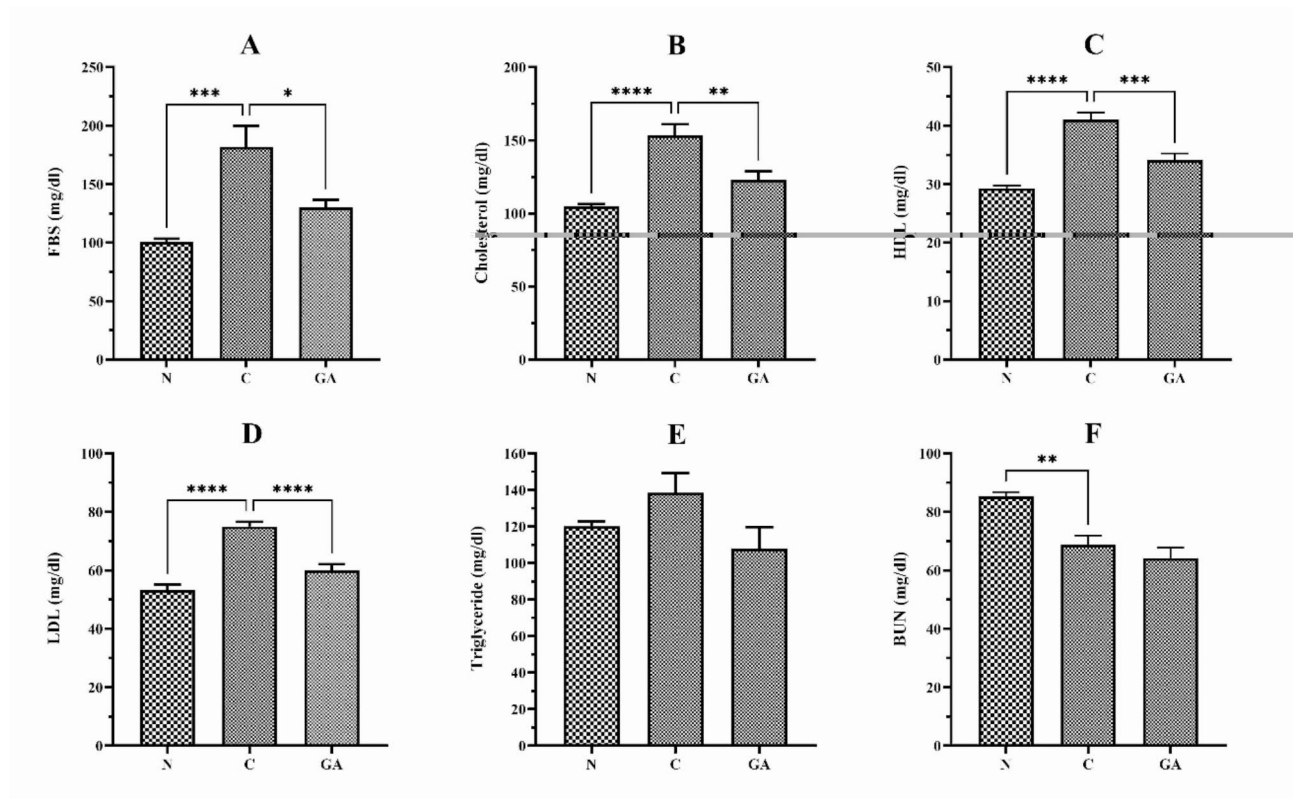 A
FBS (mg/dl)
250
200
150
100
50
0
*** *
N C GA
B
Cholesterol (mg/dl)
200
150
100
50
0
**** **
N C GA
C
HDL (mg/dl)
50
40
30
20
10
0
**** ***
N C GA
D
LDL (mg/dl)
100
80
60
40
20
0
**** ****
N C GA
E
Triglyceride (mg/dl)
160
140
120
100
80
60
40
20
0
N C GA
F
BUN (mg/dl)
100
80
60
40
20
0
**
N C GA